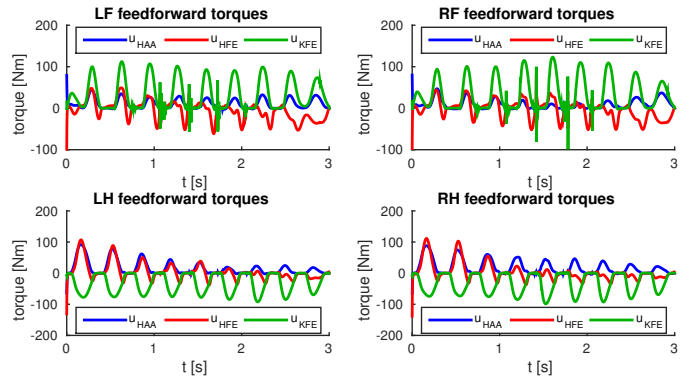 LF feedforward torques
RF feedforward torques
200
u_HAA u_HFE u_KFE
200
u_HAA u_HFE u_KFE
torque [Nm]
100
0
-100
torque [Nm]
100
0
-100
0 1 2 3
0 1 2 3
t [s]
t [s]
LH feedforward torques
RH feedforward torques
torque [Nm]
200
100
0
-100
-200
torque [Nm]
200
100
0
-100
-200
u_HAA u_HFE u_KFE
u_HAA u_HFE u_KFE
0 1 2 3
0 1 2 3
t [s]
t [s]